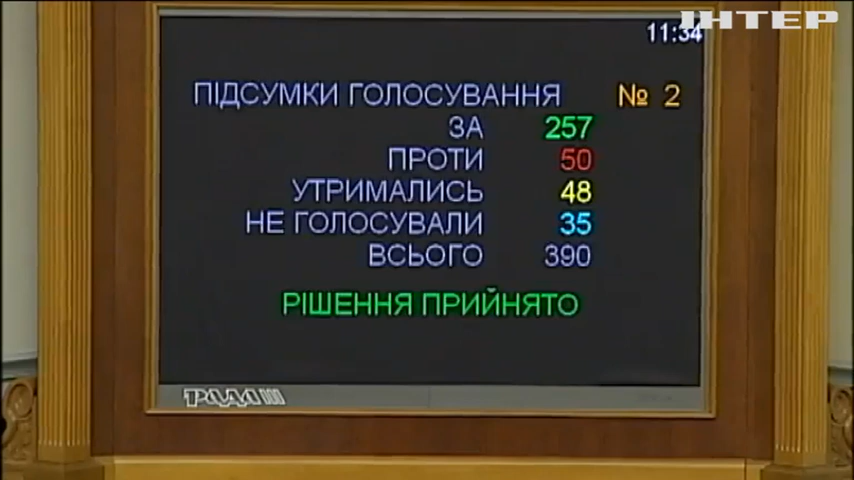 ІНТЕР
11:34
ПІДСУМКИ ГОЛОСУВАННЯ № 2
ЗА 257
ПРОТИ 50
УТРИМАЛИСЬ 48
НЕ ГОЛОСУВАЛИ 35
ВСЬОГО 390
РІШЕННЯ ПРИЙНЯТО
РАДА